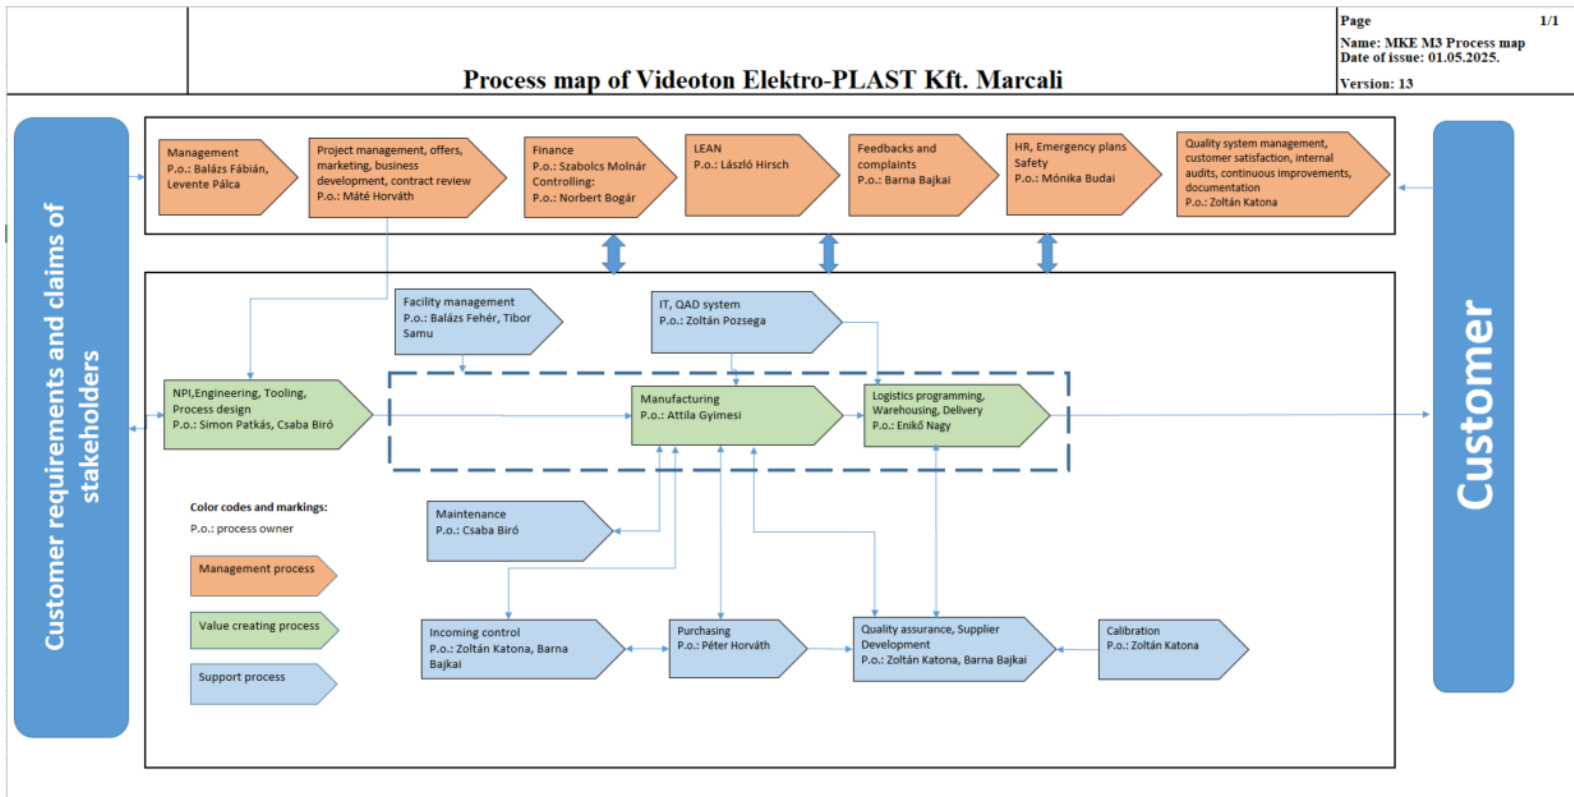 Page 1/1
Name: MKE M3 Process map
Date of issue: 01.05.2025.
Version: 13
Process map of Videoton Elektro-PLAST Kft. Marcali
Customer requirements and claims of
stakeholders
Management
P.o.: Balázs Fábián,
Levente Pálca
Project management, offers,
marketing, business
development, contract review
P.o.: Máté Horváth
Finance
P.o.: Szabolcs Molnár
Controlling:
P.o.: Norbert Bogár
LEAN
P.o.: László Hirsch
Feedbacks and
complaints
P.o.: Barna Bajkai
HR, Emergency plans
Safety
P.o.: Mónika Budai
Quality system management,
customer satisfaction, internal
audits, continuous improvements,
documentation
P.o.: Zoltán Katona
Facility management
P.o.: Balázs Fehér, Tibor
Samu
IT, QAD system
P.o.: Zoltán Pozsega
NPI,Engineering, Tooling,
Process design
P.o.: Simon Patkás, Csaba Biró
Manufacturing
P.o.: Attila Gyimesi
Logistics programming,
Warehousing, Delivery
P.o.: Enikő Nagy
Customer
Color codes and markings:
P.o.: process owner
Management process
Value creating process
Support process
Maintenance
P.o.: Csaba Biró
Incoming control
P.o.: Zoltán Katona, Barna
Bajkai
Purchasing
P.o.: Péter Horváth
Quality assurance, Supplier
Development
P.o.: Zoltán Katona, Barna Bajkai
Calibration
P.o.: Zoltán Katona